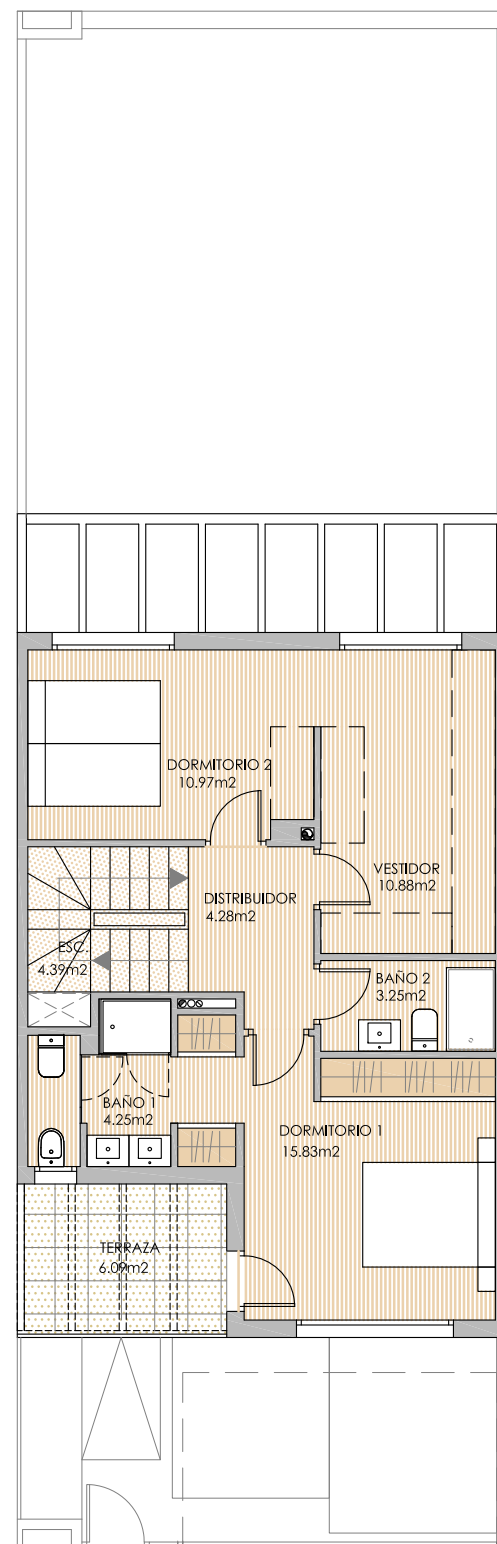 DORMITORIO 2
10.97m2
VESTIDOR
10.88m2
DISTRIBUIDOR
4.28m2
ESC.
4.39m2
BAÑO 2
3.25m2
BAÑO 1
4.25m2
DORMITORIO 1
15.83m2
TERRAZA
6.09m2